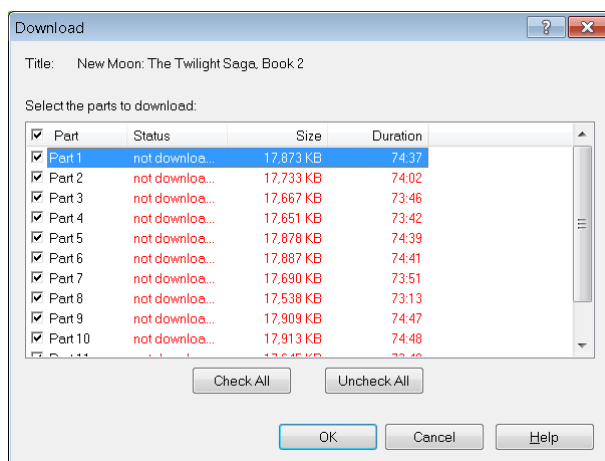 Download
Title: New Moon: The Twilight Saga, Book 2
Select the parts to download:
Part Status Size Duration
Part 1 not downloa... 17,873 KB 74:37
Part 2 not downloa... 17,733 KB 74:02
Part 3 not downloa... 17,667 KB 73:46
Part 4 not downloa... 17,651 KB 73:42
Part 5 not downloa... 17,878 KB 74:39
Part 6 not downloa... 17,887 KB 74:41
Part 7 not downloa... 17,690 KB 73:51
Part 8 not downloa... 17,538 KB 73:13
Part 9 not downloa... 17,909 KB 74:47
Part 10 not downloa... 17,913 KB 74:48
Check All Uncheck All
OK Cancel Help